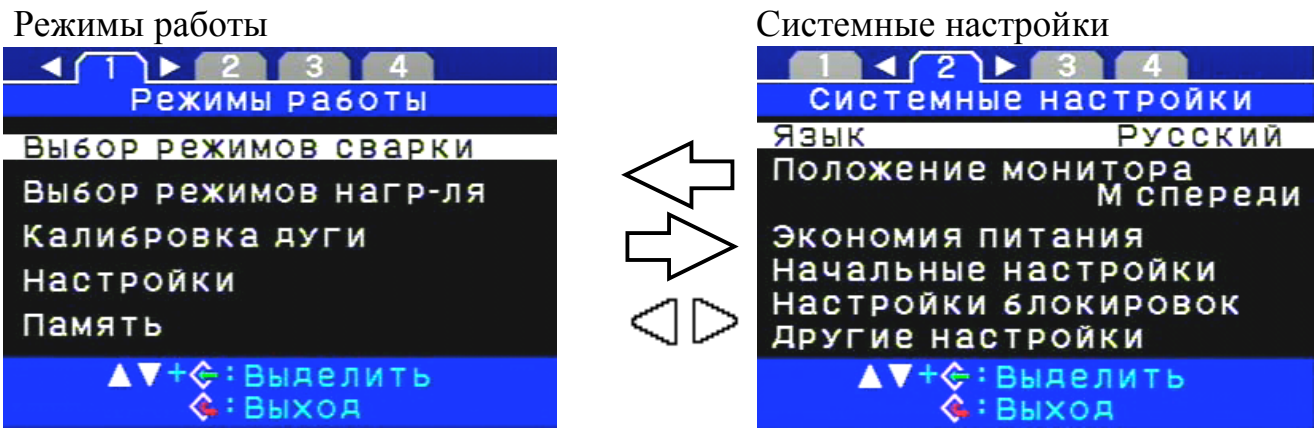 Режимы работы
1 2 3 4
Режимы работы
Выбор режимов сварки
Выбор режимов нагр-ля
Калибровка дуги
Настройки
Память
▲▼+ : Выделить
: Выход
Системные настройки
1 2 3 4
Системные настройки
Язык Русский
Положение монитора
М спереди
Экономия питания
Начальные настройки
Настройки блокировок
Другие настройки
▲▼+ : Выделить
: Выход